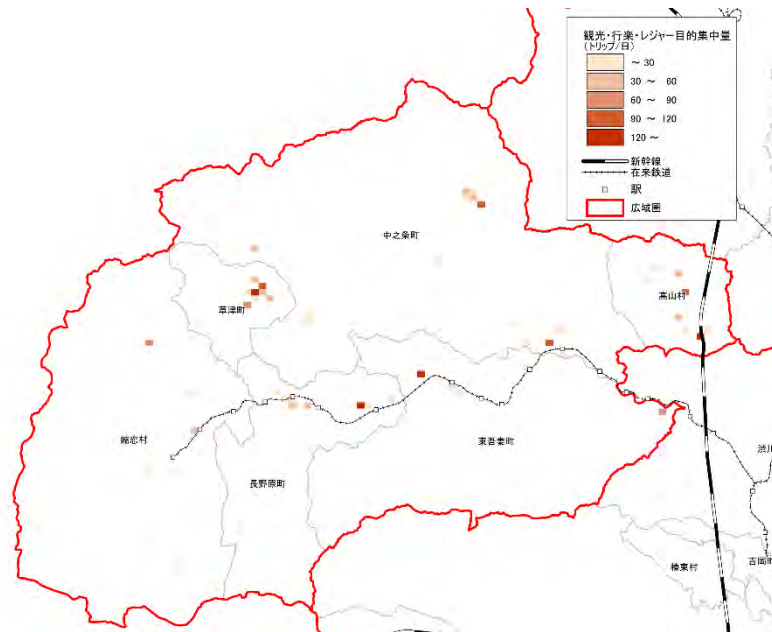 観光・行楽・レジャー目的集中量
(トリップ/日)
～ 30
30 ～ 60
60 ～ 90
90 ～ 120
120 ～
新幹線
在来鉄道
駅
広域圏
中之条町
草津町
高山村
嬬恋村
東吾妻町
長野原町
渋川
榛東村
吉岡町